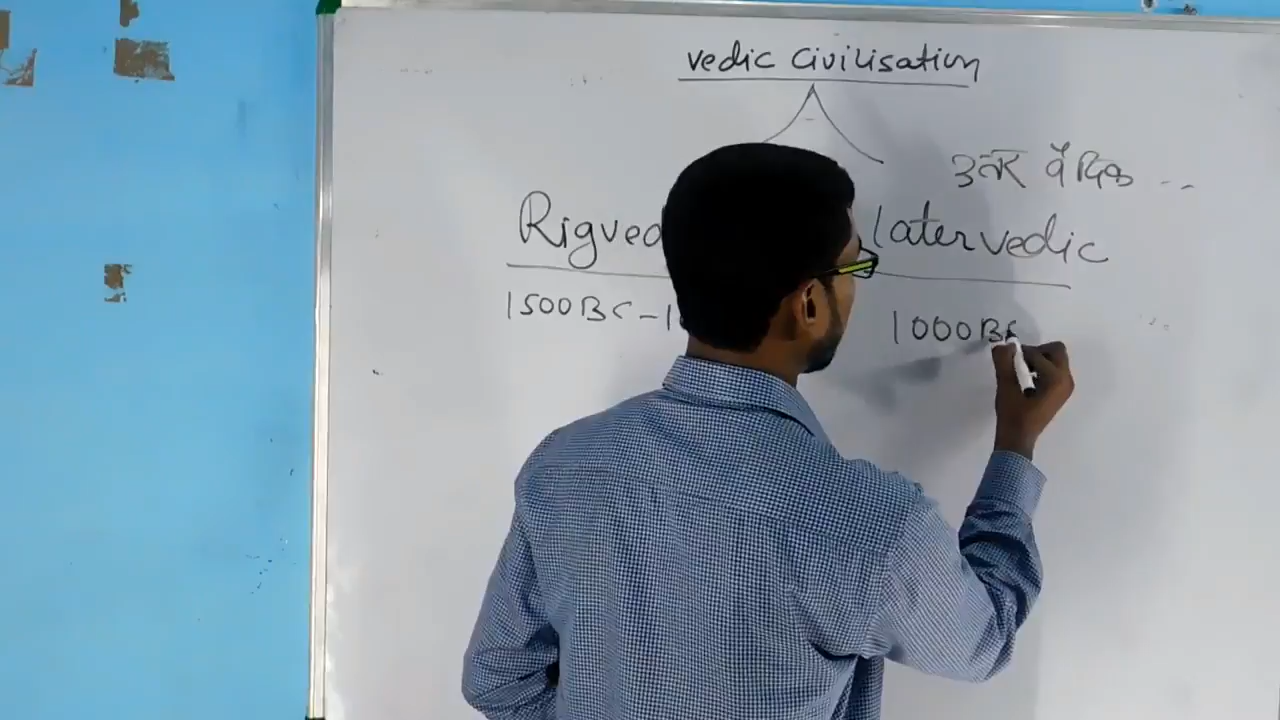 vedic Civilisation
उत्तर वैदिक --
Rigved later vedic
1500BC-1 1000BC